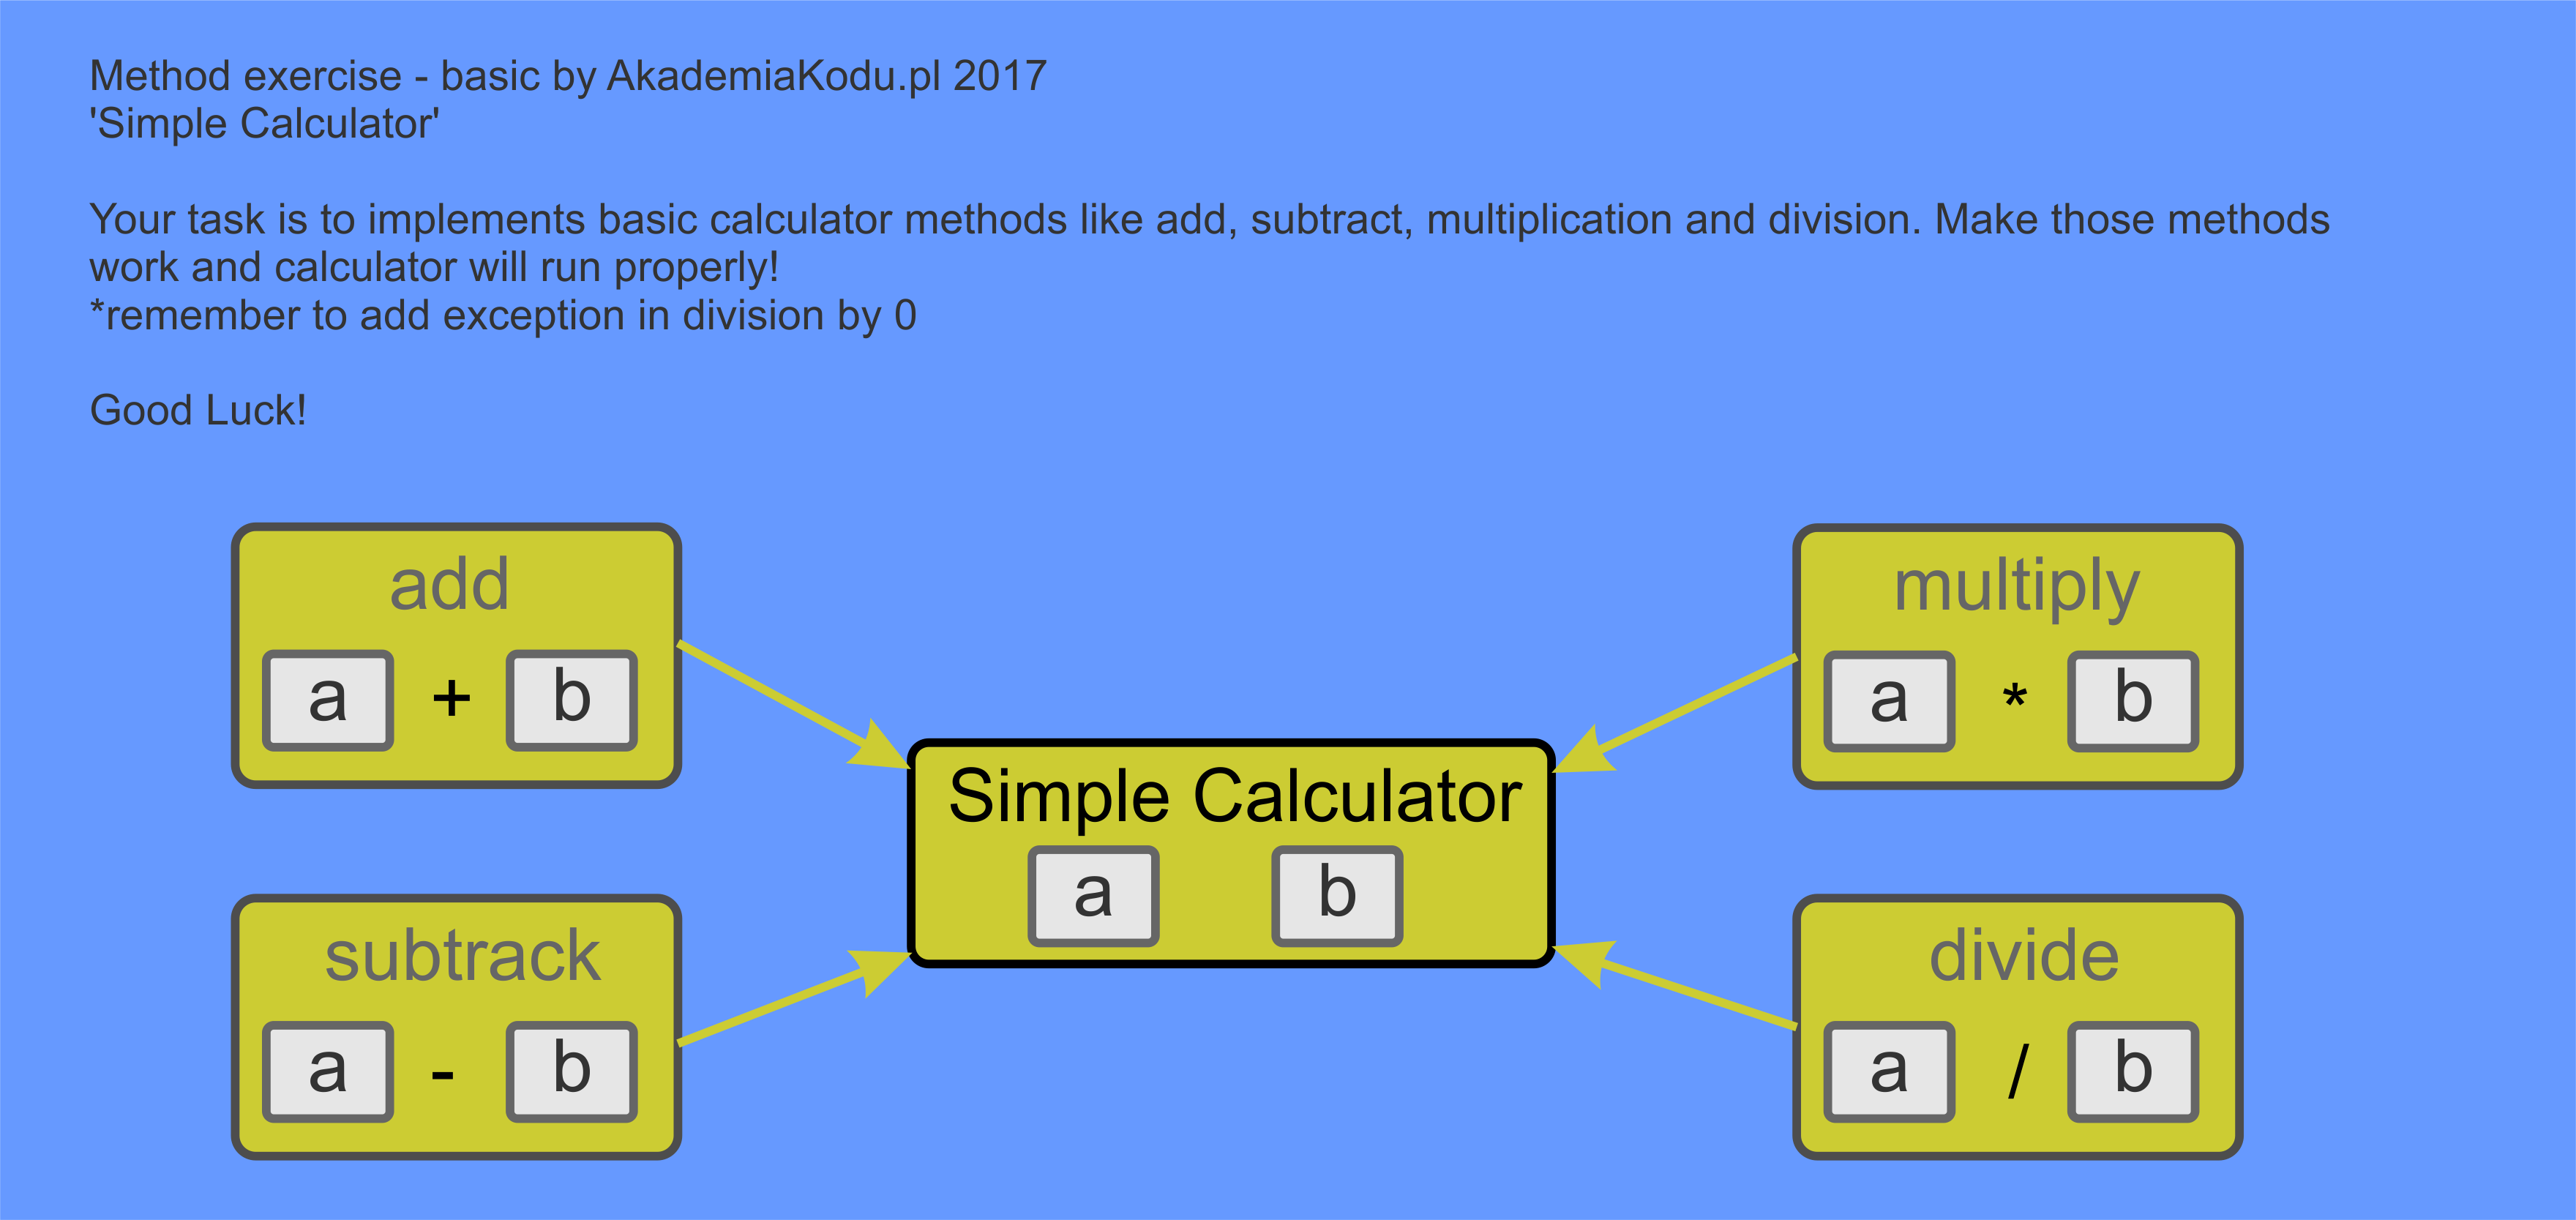 Method exercise - basic by AkademiaKodu.pl 2017
'Simple Calculator'
Your task is to implements basic calculator methods like add, subtract, multiplication and division. Make those methods
work and calculator will run properly!
*remember to add exception in division by 0
Good Luck!
add
a + b
multiply
a * b
Simple Calculator
a b
subtrack
a - b
divide
a / b